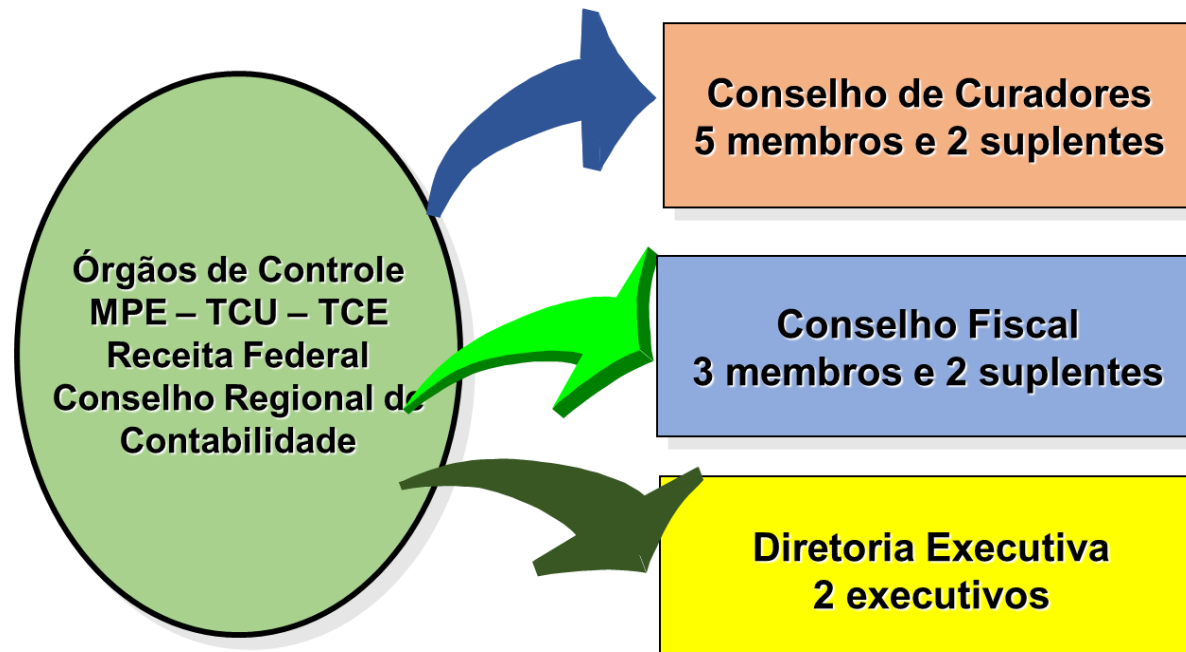 Órgãos de Controle
MPE – TCU – TCE
Receita Federal
Conselho Regional de
Contabilidade
Conselho de Curadores
5 membros e 2 suplentes
Conselho Fiscal
3 membros e 2 suplentes
Diretoria Executiva
2 executivos